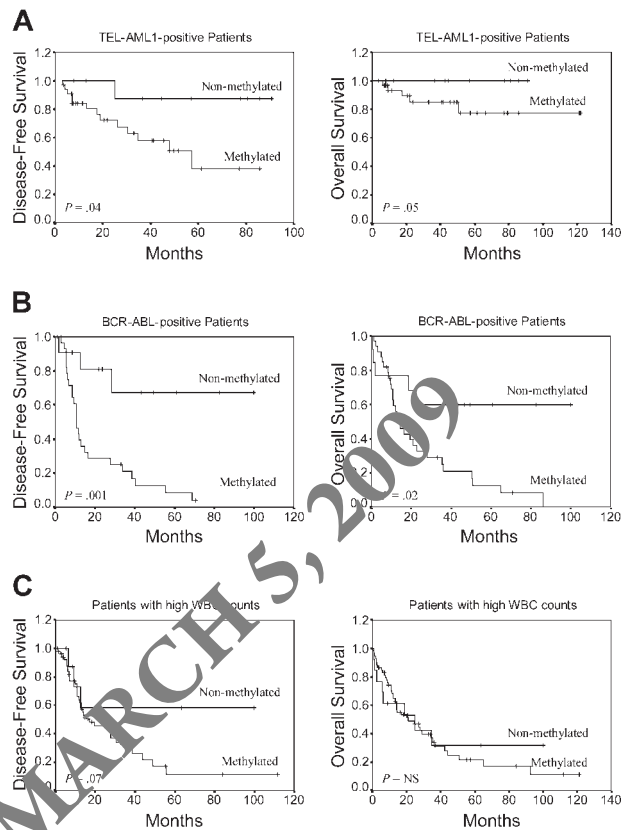 A
TEL-AML1-positive Patients
Disease-Free Survival
1.2
1.0
0.8
0.6
0.4
0.2
0.0
Non-methylated
Methylated
P = .04
0 20 40 60 80 100
Months
TEL-AML1-positive Patients
Overall Survival
1.2
1.0
0.8
0.6
0.4
0.2
0.0
Non-methylated
Methylated
P = .05
0 20 40 60 80 100 120 140
Months
B
BCR-ABL-positive Patients
Disease-Free Survival
1.0
0.8
0.6
0.4
0.2
0.0
Non-methylated
Methylated
P = .001
0 20 40 60 80 100 120
Months
BCR-ABL-positive Patients
Overall Survival
1.0
0.8
0.6
0.4
0.2
Non-methylated
Methylated
= .02
0 20 40 60 80 100 120
Months
C
Patients with high WBC counts
Disease-Free Survival
1.2
1.0
0.8
0.6
0.4
0.2
Non-methylated
Methylated
P = .07
20 40 60 80 100 120
Months
Patients with high WBC counts
Overall Survival
1.2
1.0
0.8
0.6
0.4
0.2
0.0
Non-methylated
Methylated
P = NS
0 20 40 60 80 100 120 140
Months
MARCH 5, 2009